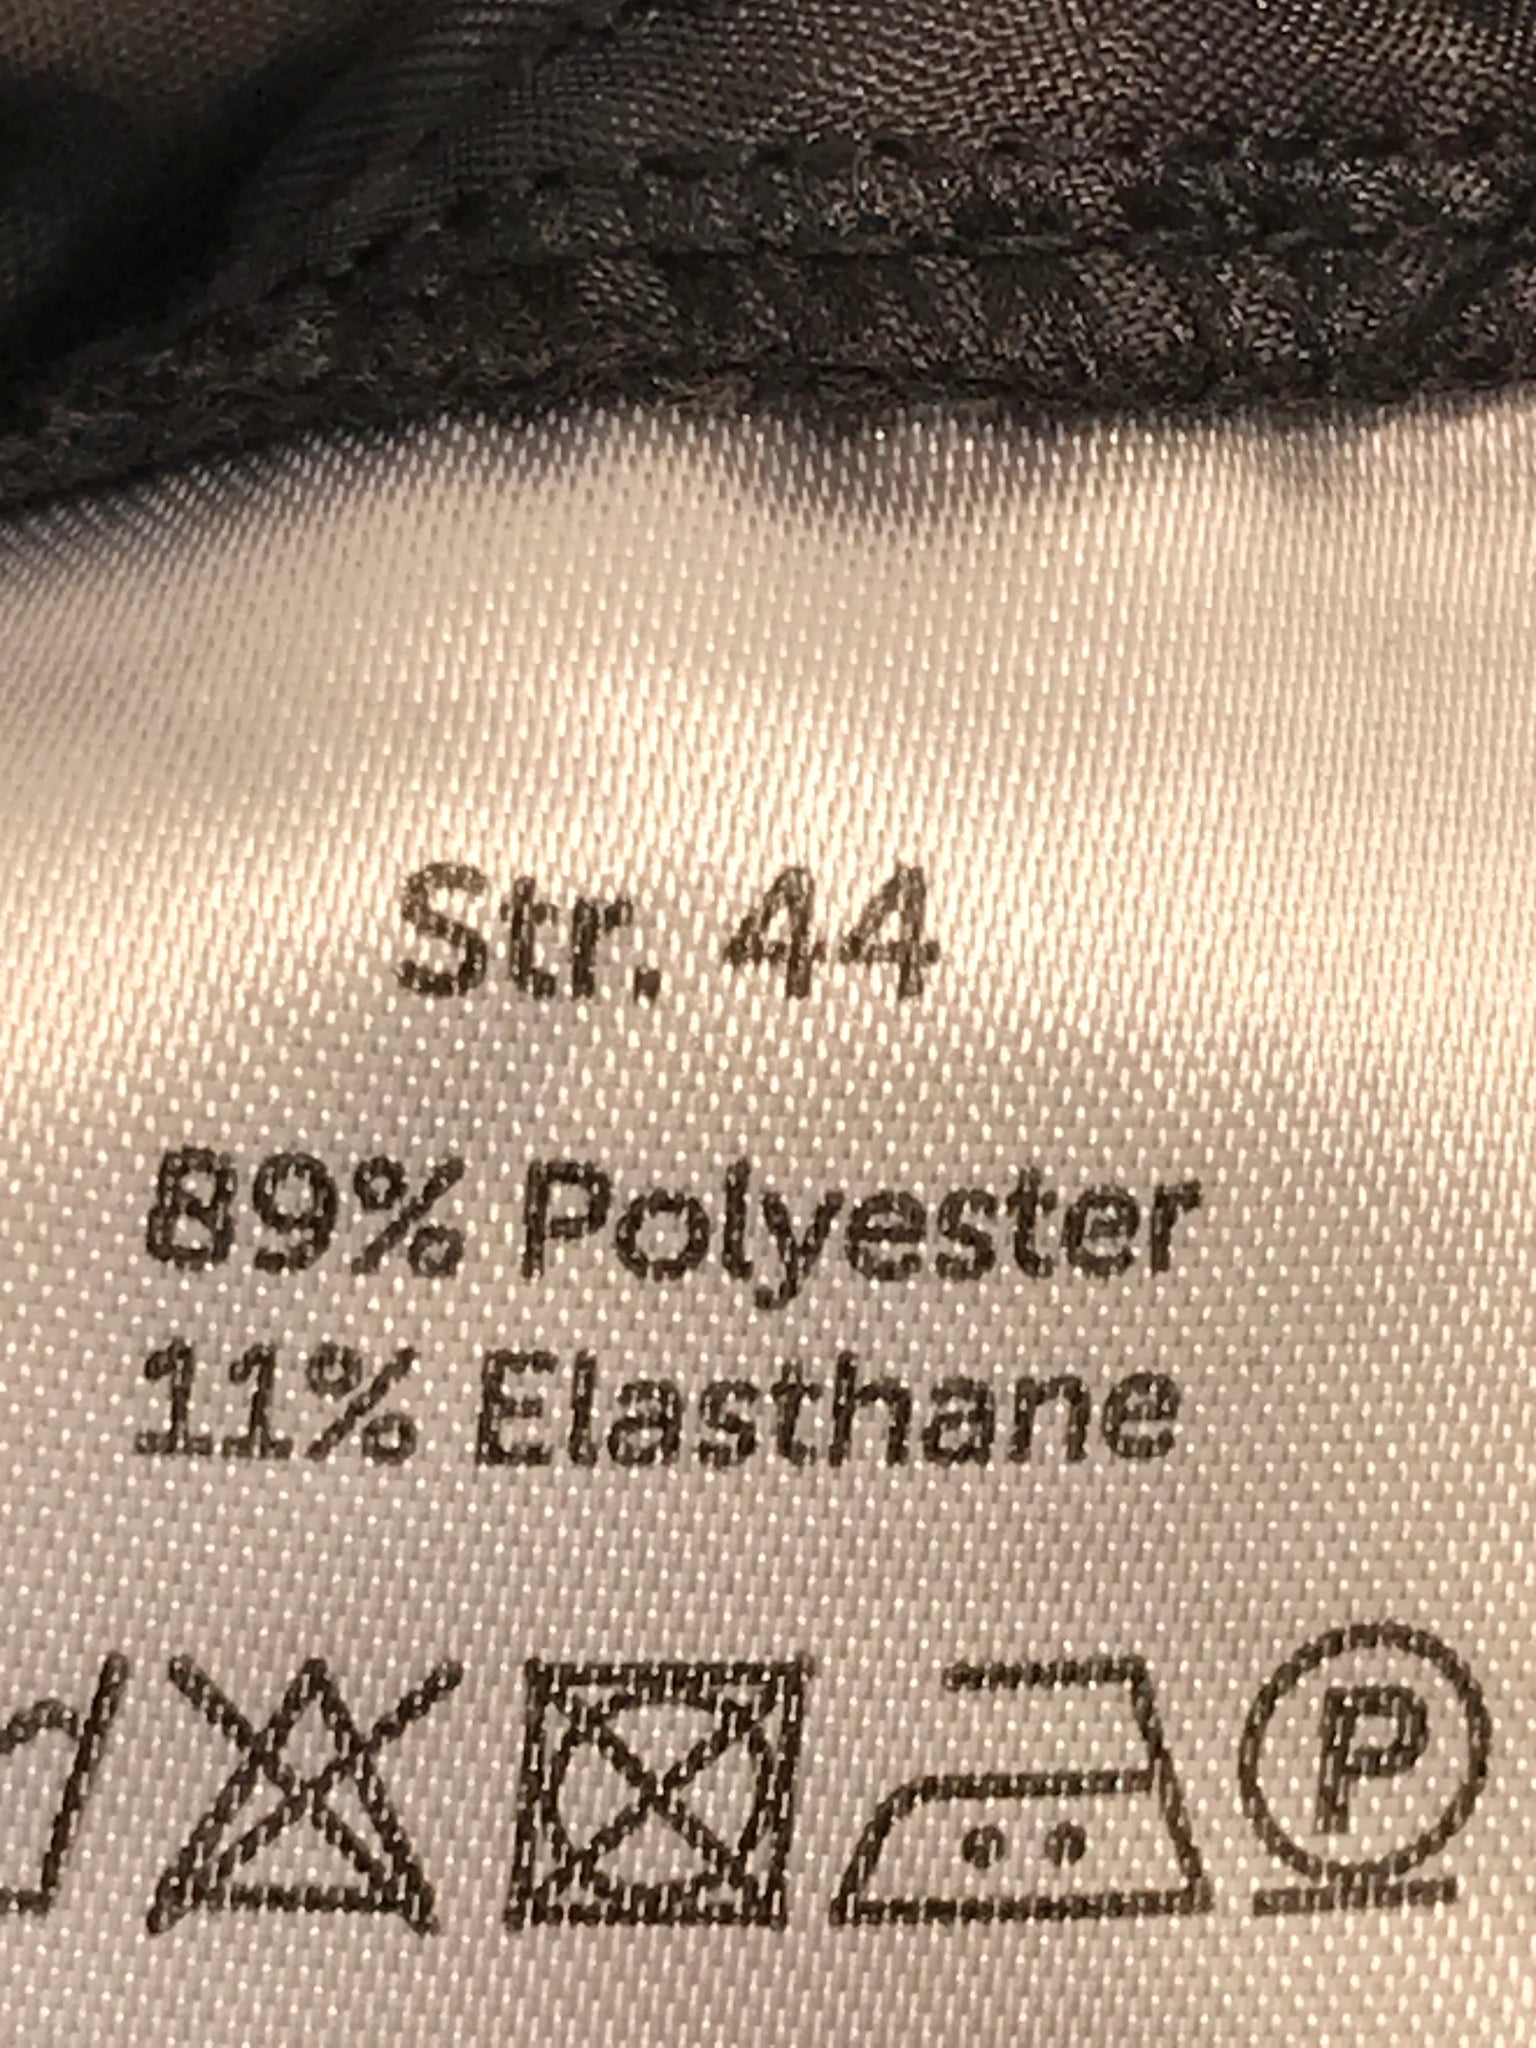 Str. 44
89% Polyester
11% Elasthane
P